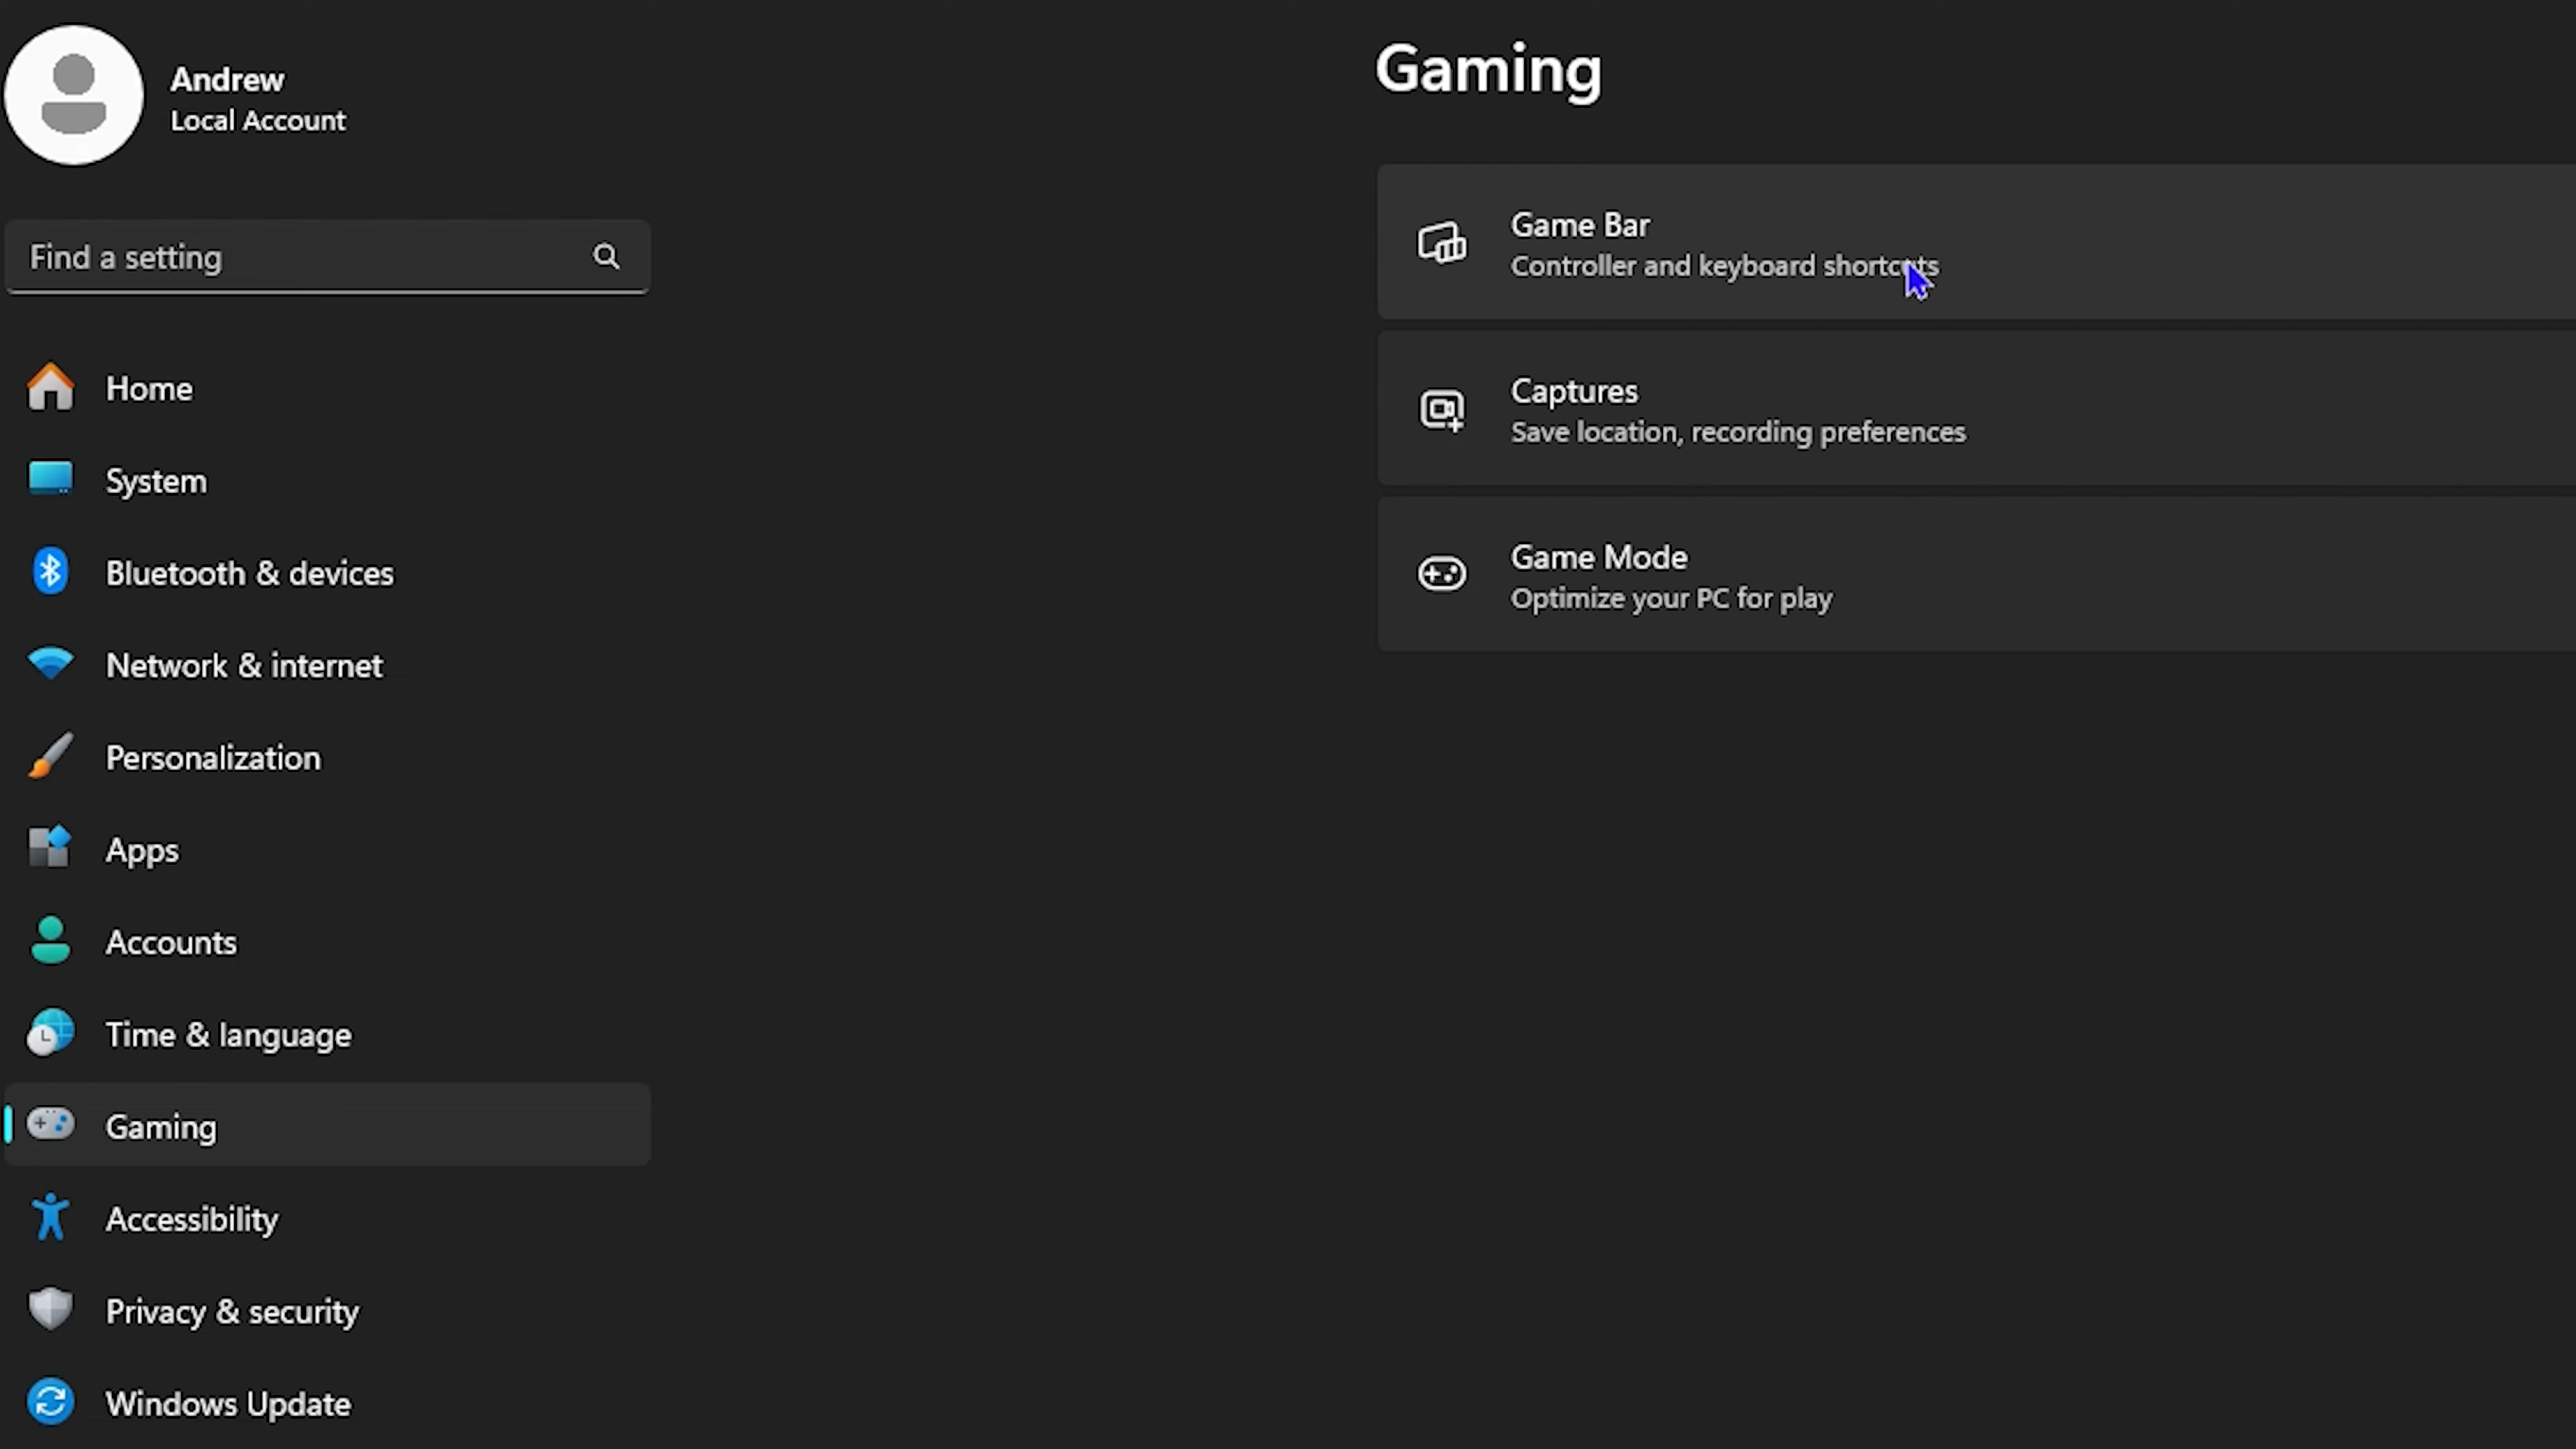 Andrew
Local Account
Find a setting
Home
System
Bluetooth & devices
Network & internet
Personalization
Apps
Accounts
Time & language
Gaming
Accessibility
Privacy & security
Windows Update
Gaming
Game Bar
Controller and keyboard shortcuts
Captures
Save location, recording preferences
Game Mode
Optimize your PC for play